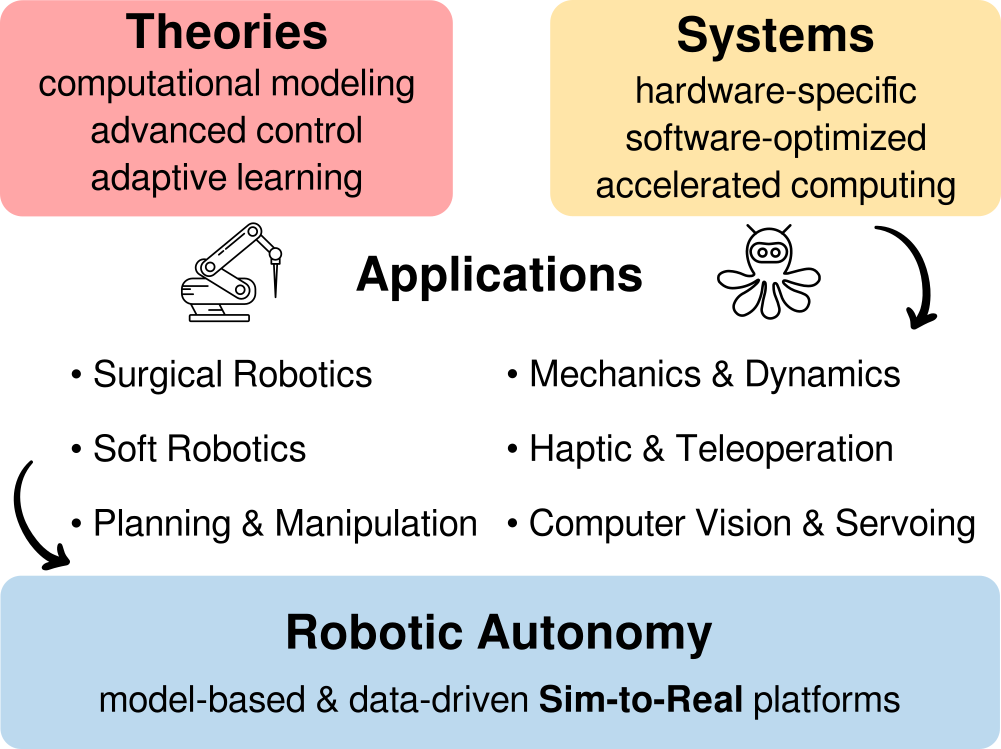 Theories
computational modeling
advanced control
adaptive learning
Systems
hardware-specific
software-optimized
accelerated computing
Applications
• Surgical Robotics
• Soft Robotics
• Planning & Manipulation
• Mechanics & Dynamics
• Haptic & Teleoperation
• Computer Vision & Servoing
Robotic Autonomy
model-based & data-driven Sim-to-Real platforms